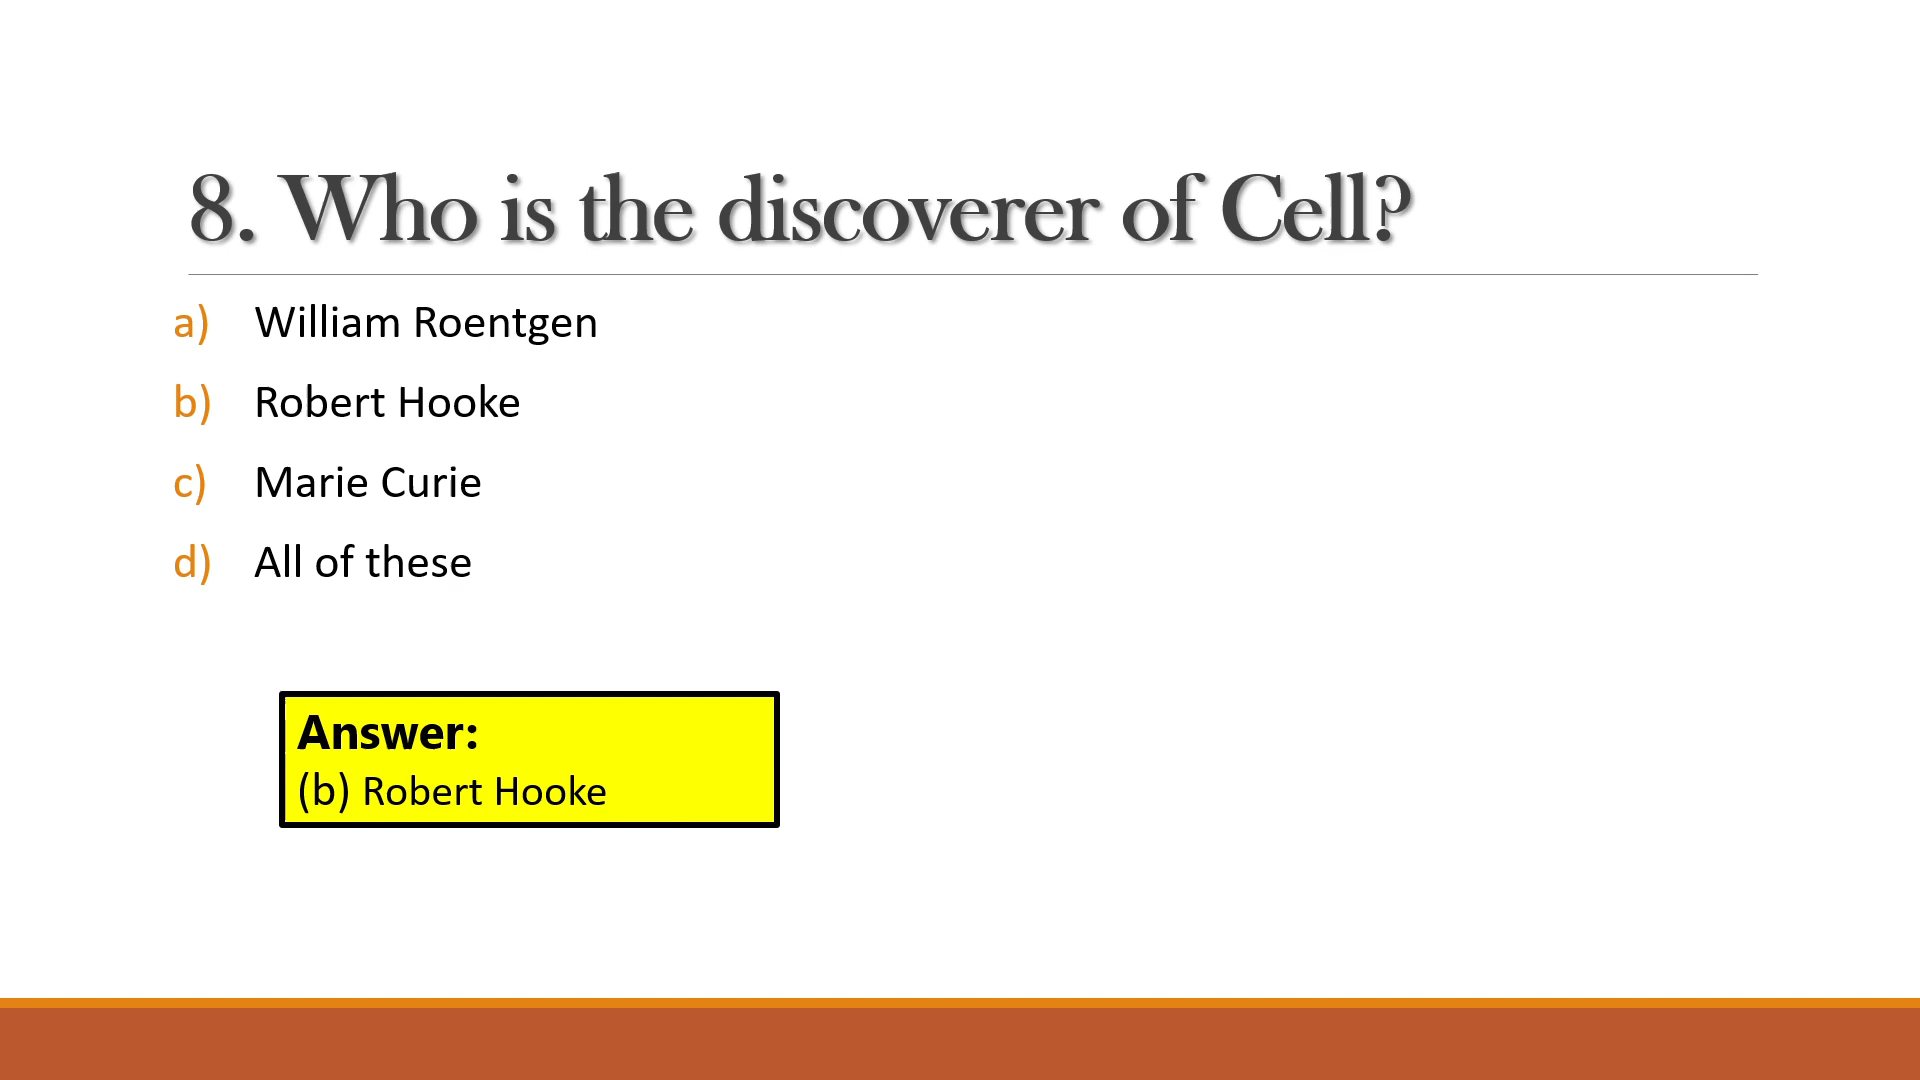 8. Who is the discoverer of Cell?
a) William Roentgen
b) Robert Hooke
c) Marie Curie
d) All of these
Answer:
(b) Robert Hooke